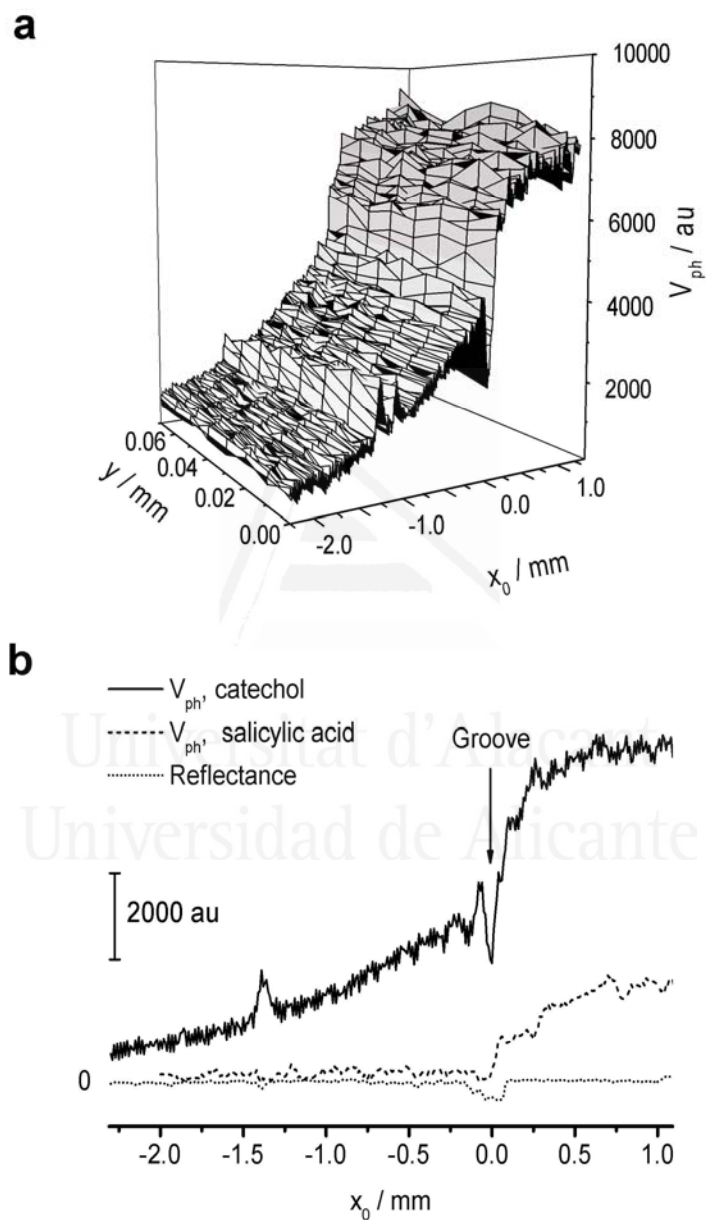 a
10000
8000
6000
4000
2000
V_ph / au
0.06
0.04
0.02
0.00
y / mm
-2.0
-1.0
0.0
1.0
x_0 / mm
b
V_ph, catechol
V_ph, salicylic acid
Reflectance
Groove
Universitat d'Alacant
Universidad de Alicante
2000 au
0
-2.0 -1.5 -1.0 -0.5 0.0 0.5 1.0
x_0 / mm